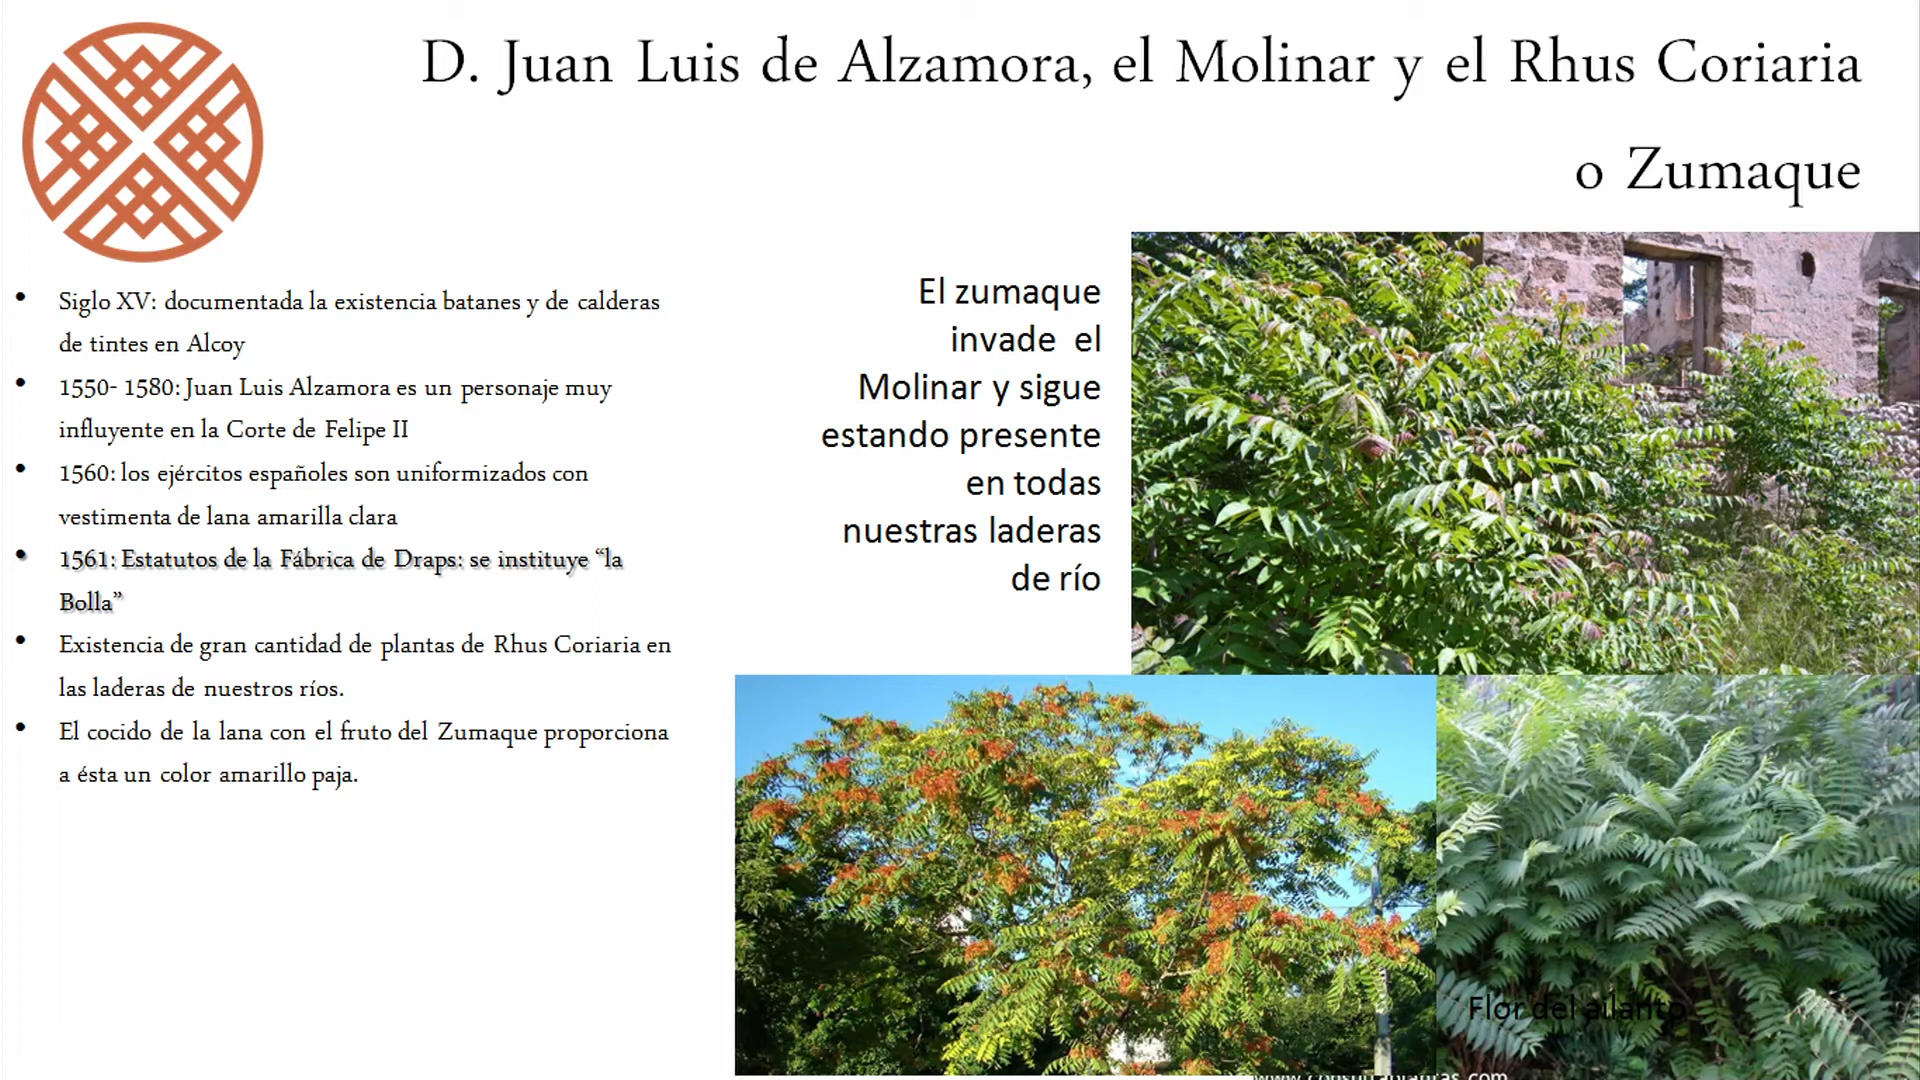 D. Juan Luis de Alzamora, el Molinar y el Rhus Coriaria
o Zumaque
• Siglo XV: documentada la existencia batanes y de calderas
de tintes en Alcoy
• 1550- 1580: Juan Luis Alzamora es un personaje muy
influyente en la Corte de Felipe II
• 1560: los ejércitos españoles son uniformizados con
vestimenta de lana amarilla clara
• 1561: Estatutos de la Fábrica de Draps: se instituye “la
Bolla”
• Existencia de gran cantidad de plantas de Rhus Coriaria en
las laderas de nuestros ríos.
• El cocido de la lana con el fruto del Zumaque proporciona
a ésta un color amarillo paja.
El zumaque
invade el
Molinar y sigue
estando presente
en todas
nuestras laderas
de río
Flor del ailanto